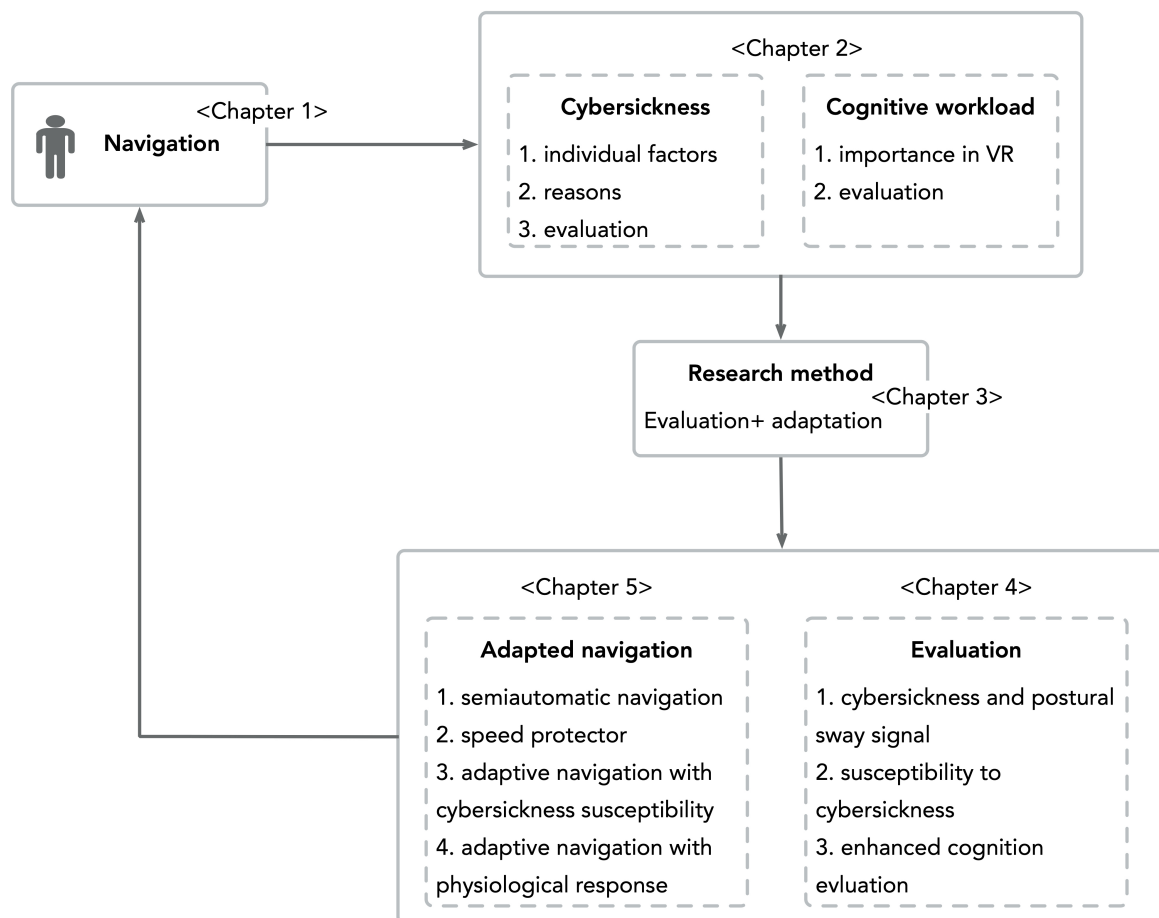 <Chapter 1>
Navigation
<Chapter 2>
Cybersickness
1. individual factors
2. reasons
3. evaluation
Cognitive workload
1. importance in VR
2. evaluation
Research method
<Chapter 3>
Evaluation+ adaptation
<Chapter 5>
Adapted navigation
1. semiautomatic navigation
2. speed protector
3. adaptive navigation with
cybersickness susceptibility
4. adaptive navigation with
physiological response
<Chapter 4>
Evaluation
1. cybersickness and postural
sway signal
2. susceptibility to
cybersickness
3. enhanced cognition
evluation